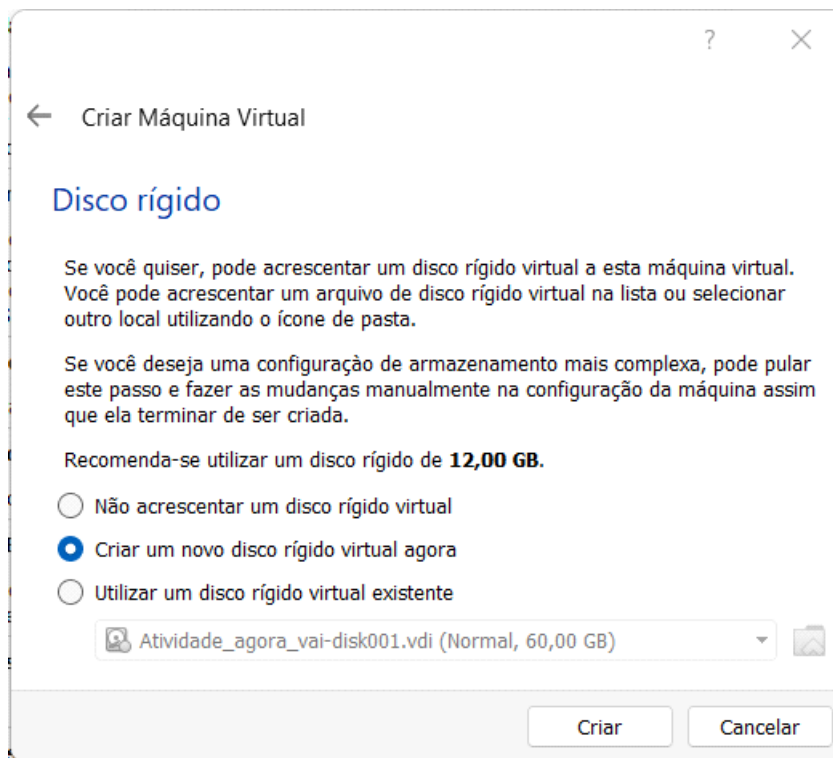 ?
Criar Máquina Virtual
Disco rígido
Se você quiser, pode acrescentar um disco rígido virtual a esta máquina virtual.
Você pode acrescentar um arquivo de disco rígido virtual na lista ou selecionar
outro local utilizando o ícone de pasta.
Se você deseja uma configuraçào de armazenamento mais complexa, pode pular
este passo e fazer as mudanças manualmente na configuração da máquina assim
que ela terminar de ser criada.
Recomenda-se utilizar um disco rígido de 12,00 GB.
Não acrescentar um disco rígido virtual
Criar um novo disco rígido virtual agora
Utilizar um disco rígido virtual existente
Atividade_agora_vai-disk001.vdi (Normal, 60,00 GB)
Criar
Cancelar